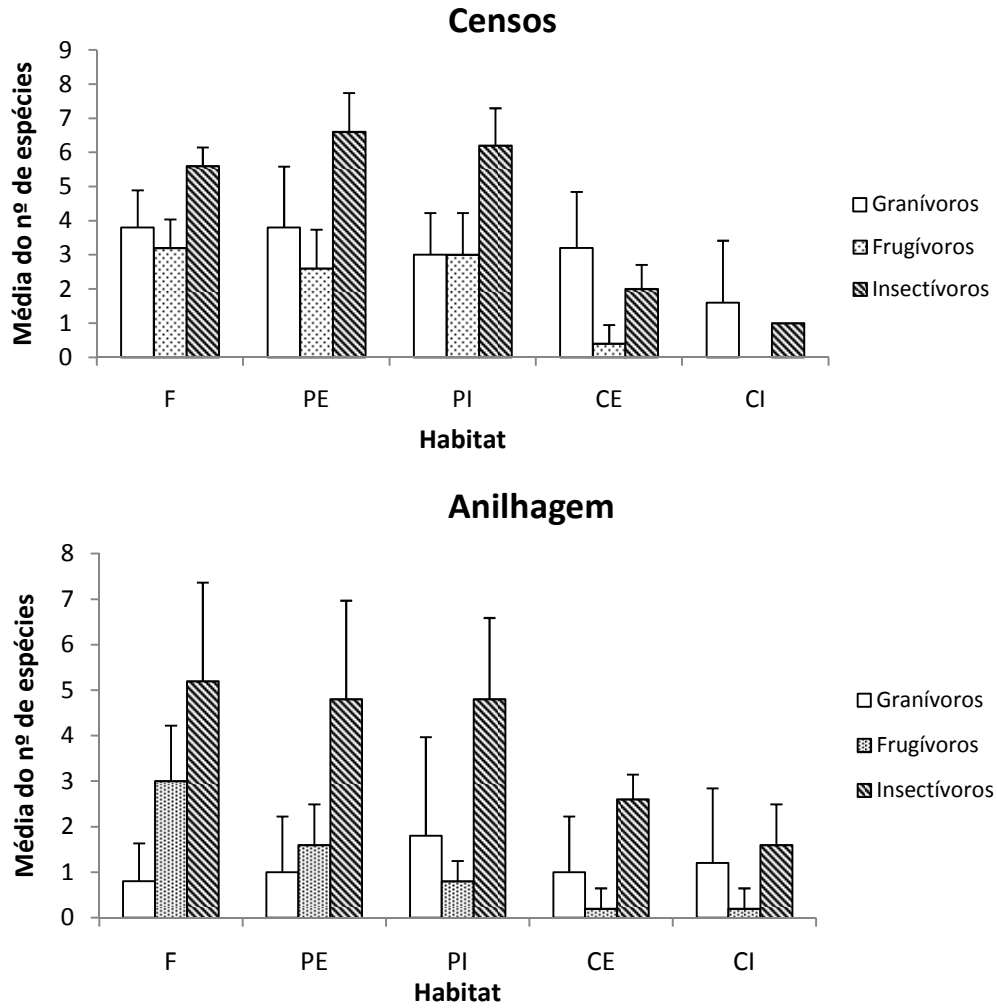 Censos
Média do nº de espécies
9
8
7
6
5
4
3
2
1
0
F PE PI CE CI
Habitat
Granívoros
Frugívoros
Insectívoros
Anilhagem
Média do nº de espécies
8
7
6
5
4
3
2
1
0
F PE PI CE CI
Habitat
Granívoros
Frugívoros
Insectívoros